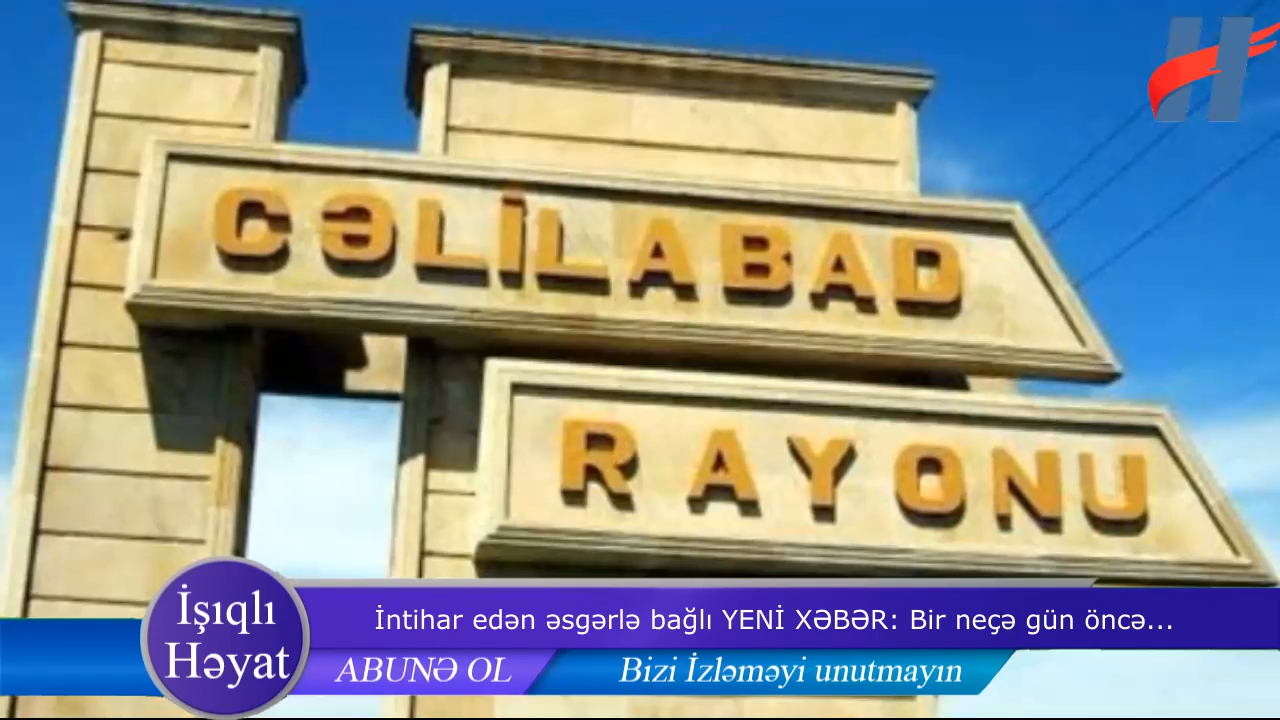 CƏLİLABAD
RAYONU
İşıqlı
Həyat
İntihar edən əsgərlə bağlı YENİ XƏBƏR: Bir neçə gün öncə...
ABUNƏ OL
Bizi İzləməyi unutmayın